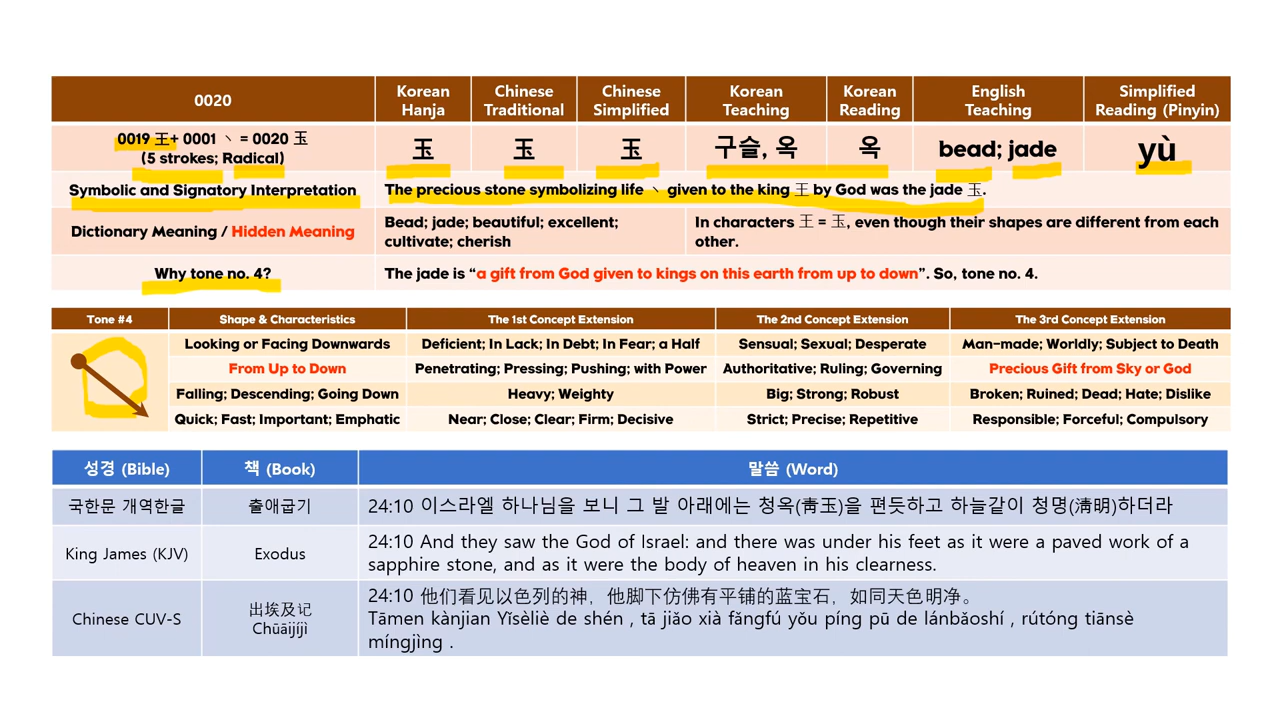 0020
Korean Hanja
Chinese Traditional
Chinese Simplified
Korean Teaching
Korean Reading
English Teaching
Simplified Reading (Pinyin)
0019 王+ 0001 丶 = 0020 玉
(5 strokes; Radical)
玉
玉
玉
구슬, 옥
옥
bead; jade
yù
Symbolic and Signatory Interpretation
The precious stone symbolizing life 丶 given to the king 王 by God was the jade 玉.
Dictionary Meaning / Hidden Meaning
Bead; jade; beautiful; excellent;
cultivate; cherish
In characters 王 = 玉, even though their shapes are different from each
other.
Why tone no. 4?
The jade is “a gift from God given to kings on this earth from up to down”. So, tone no. 4.
Tone #4
Shape & Characteristics
The 1st Concept Extension
The 2nd Concept Extension
The 3rd Concept Extension
Looking or Facing Downwards
Deficient; In Lack; In Debt; In Fear; a Half
Sensual; Sexual; Desperate
Man-made; Worldly; Subject to Death
From Up to Down
Penetrating; Pressing; Pushing; with Power
Authoritative; Ruling; Governing
Precious Gift from Sky or God
Falling; Descending; Going Down
Heavy; Weighty
Big; Strong; Robust
Broken; Ruined; Dead; Hate; Dislike
Quick; Fast; Important; Emphatic
Near; Close; Clear; Firm; Decisive
Strict; Precise; Repetitive
Responsible; Forceful; Compulsory
성경 (Bible)
책 (Book)
말씀 (Word)
국한문 개역한글
출애굽기
24:10 이스라엘 하나님을 보니 그 발 아래에는 청옥(靑玉)을 편듯하고 하늘같이 청명(淸明)하더라
King James (KJV)
Exodus
24:10 And they saw the God of Israel: and there was under his feet as it were a paved work of a
sapphire stone, and as it were the body of heaven in his clearness.
Chinese CUV-S
出埃及记
Chūāijíjì
24:10 他们看见以色列的神，他脚下仿佛有平铺的蓝宝石，如同天色明净。
Tāmen kànjian Yǐsèliè de shén , tā jiǎo xià fǎngfú yǒu píng pū de lánbǎoshí , rútóng tiānsè
míngjìng .